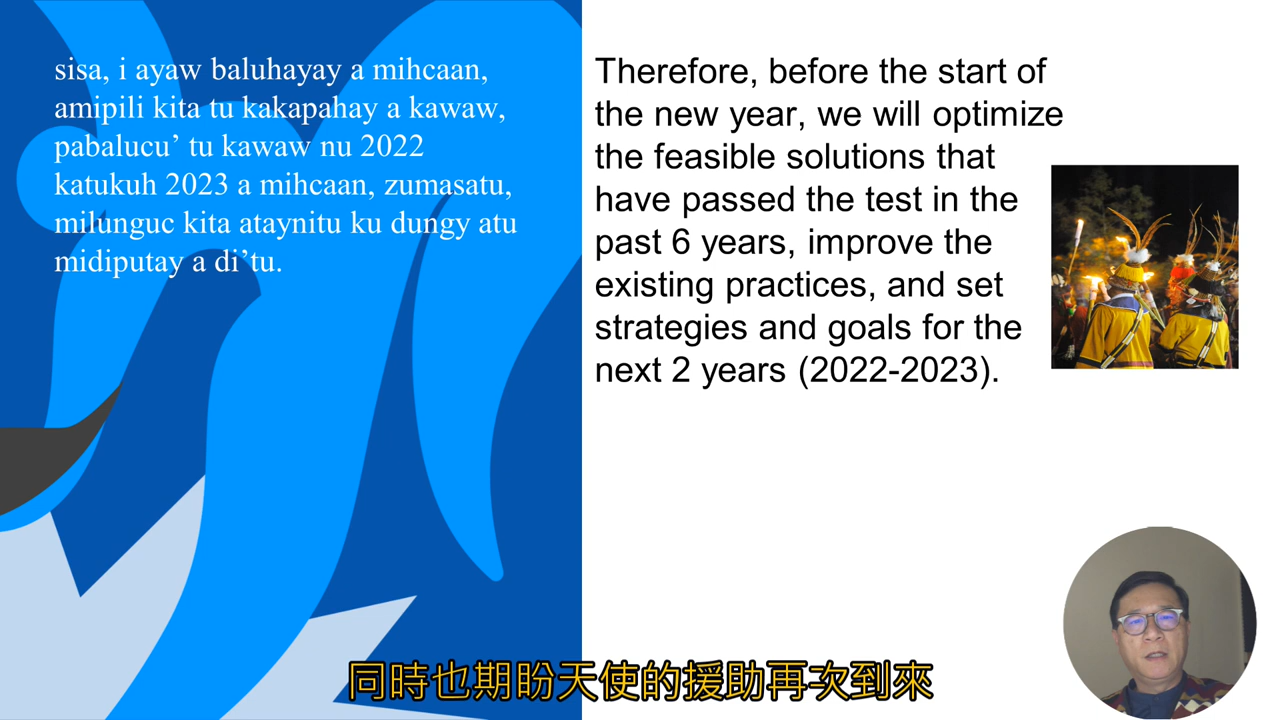 sisa, i ayaw baluhayay a mihcaan,
amipili kita tu kakapahay a kawaw,
pabalucu’ tu kawaw nu 2022
katukuh 2023 a mihcaan, zumasatu,
milunguc kita ataynitu ku dungy atu
midiputay a di’tu.
Therefore, before the start of
the new year, we will optimize
the feasible solutions that
have passed the test in the
past 6 years, improve the
existing practices, and set
strategies and goals for the
next 2 years (2022-2023).
同時也期盼天使的援助再次到來